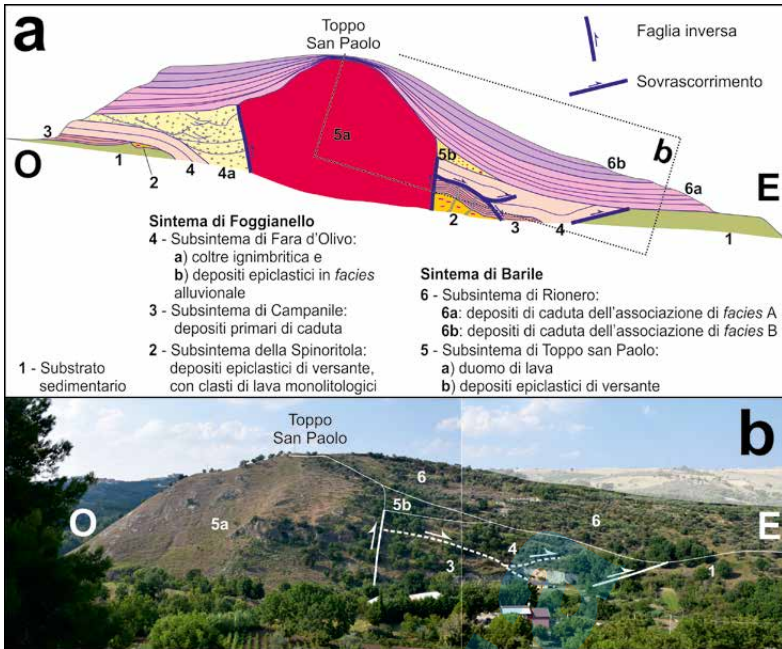 a
Toppo
San Paolo
Faglia inversa
Sovrascorrimento
b
5a
5b
6b
6a
3
O
1
2
4
4a
2
3
4
E
1
Sintema di Foggianello
4 - Subsintema di Fara d'Olivo:
a) coltre ignimbritica e
b) depositi epiclastici in facies
alluvionale
3 - Subsintema di Campanile:
depositi primari di caduta
2 - Subsintema della Spinoritola:
depositi epiclastici di versante,
con clasti di lava monolitologici
1 - Substrato
sedimentario
Sintema di Barile
6 - Subsintema di Rionero:
6a: depositi di caduta dell'associazione di facies A
6b: depositi di caduta dell'associazione di facies B
5 - Subsintema di Toppo san Paolo:
a) duomo di lava
b) depositi epiclastici di versante
Toppo
San Paolo
b
6
O
5a
5b
6
E
4
3
1